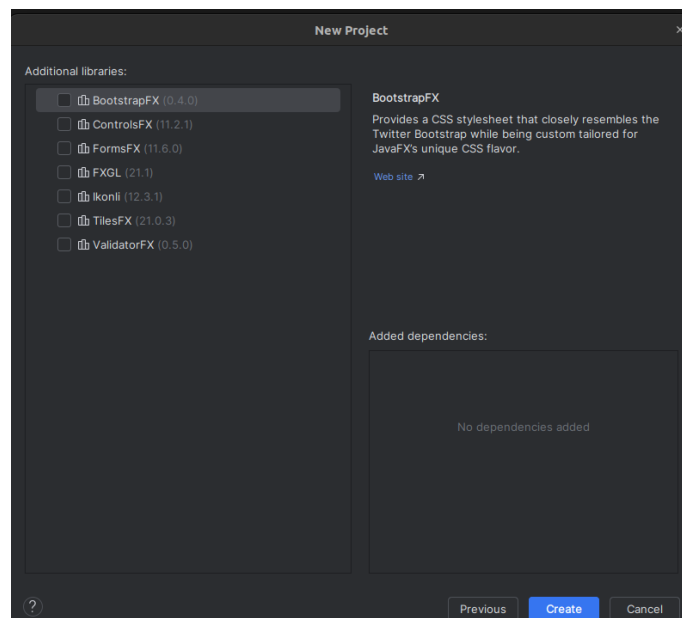 New Project
Additional libraries:
BootstrapFX (0.4.0)
ControlsFX (11.2.1)
FormsFX (11.6.0)
FXGL (21.1)
Ikonli (12.3.1)
TilesFX (21.0.3)
ValidatorFX (0.5.0)
BootstrapFX
Provides a CSS stylesheet that closely resembles the
Twitter Bootstrap while being custom tailored for
JavaFX's unique CSS flavor.
Web site ↗
Added dependencies:
No dependencies added
?
Previous
Create
Cancel